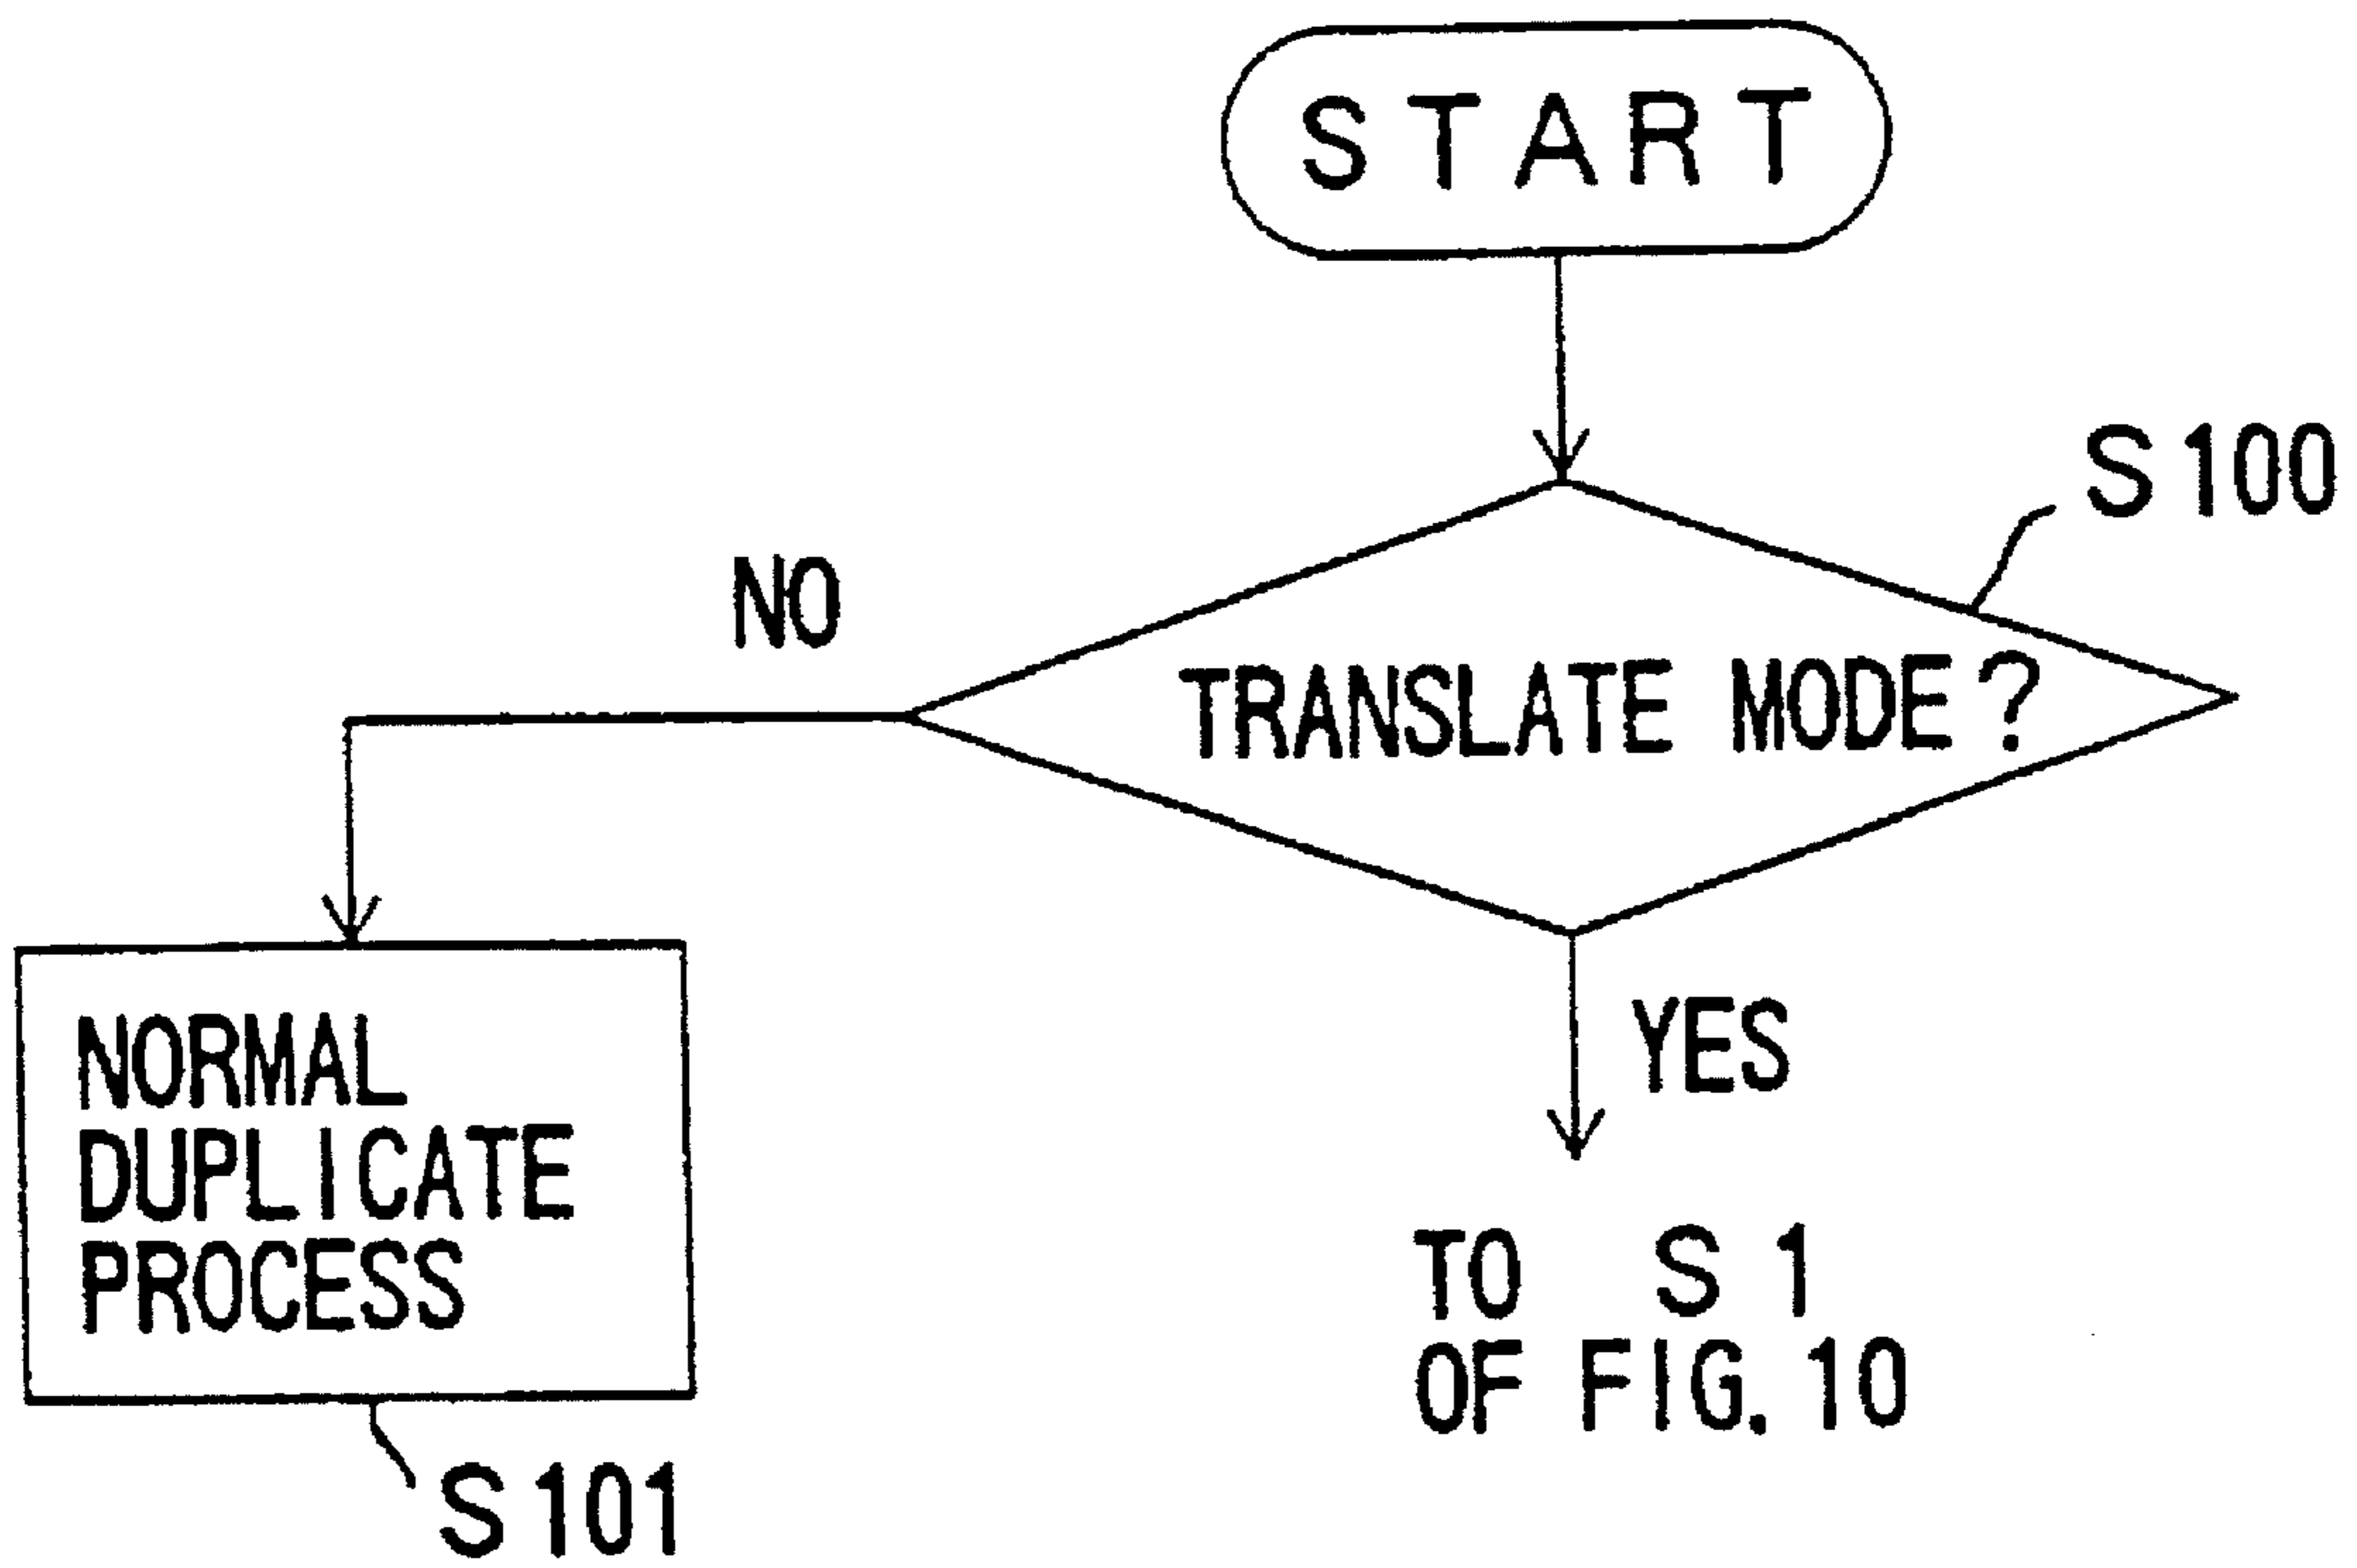 START
S100
NO
TRANSLATE MODE?
YES
NORMAL
DUPLICATE
PROCESS
TO S1
OF FIG. 10
S101